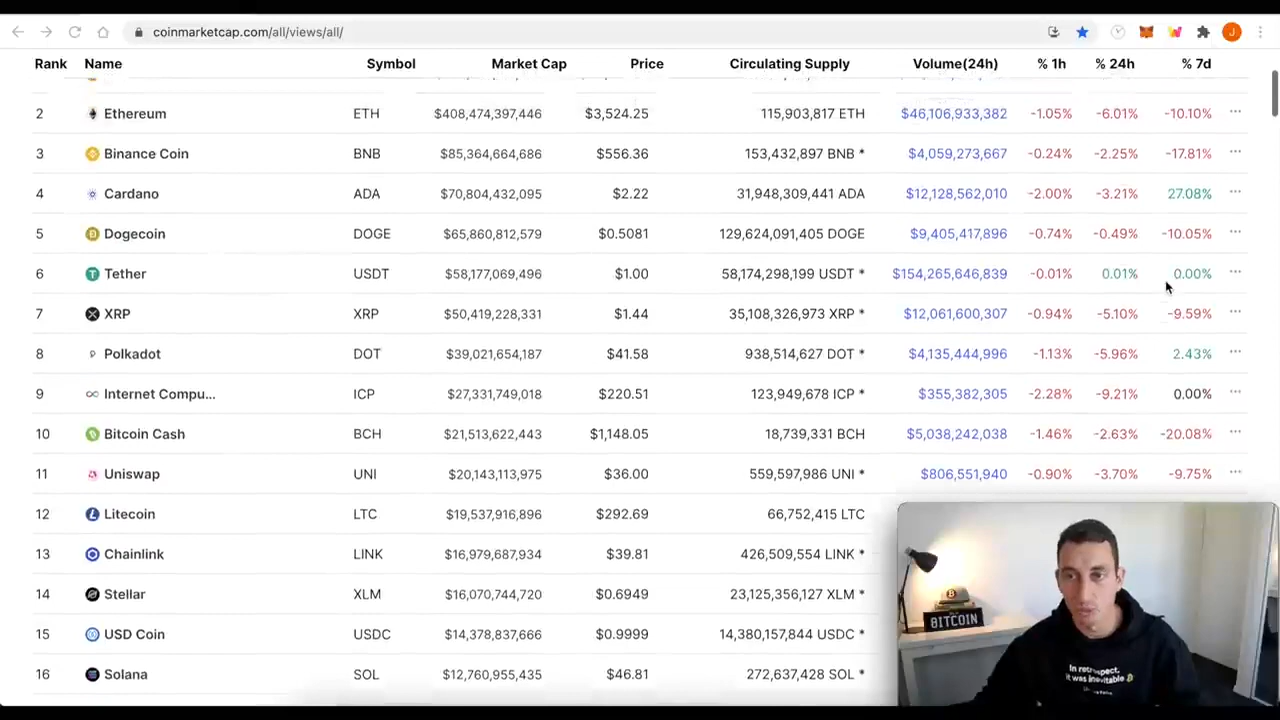 coinmarketcap.com/all/views/all/
J
Rank Name Symbol Market Cap Price Circulating Supply Volume(24h) % 1h % 24h % 7d
2 Ethereum ETH $408,474,397,446 $3,524.25 115,903,817 ETH $46,106,933,382 -1.05% -6.01% -10.10%
3 Binance Coin BNB $85,364,664,686 $556.36 153,432,897 BNB * $4,059,273,667 -0.24% -2.25% -17.81%
4 Cardano ADA $70,804,432,095 $2.22 31,948,309,441 ADA $12,128,562,010 -2.00% -3.21% 27.08%
5 Dogecoin DOGE $65,860,812,579 $0.5081 129,624,091,405 DOGE $9,405,417,896 -0.74% -0.49% -10.05%
6 Tether USDT $58,177,069,496 $1.00 58,174,298,199 USDT * $154,265,646,839 -0.01% 0.01% 0.00%
7 XRP XRP $50,419,228,331 $1.44 35,108,326,973 XRP * $12,061,600,307 -0.94% -5.10% -9.59%
8 Polkadot DOT $39,021,654,187 $41.58 938,514,627 DOT * $4,135,444,996 -1.13% -5.96% 2.43%
9 Internet Compu... ICP $27,331,749,018 $220.51 123,949,678 ICP * $355,382,305 -2.28% -9.21% 0.00%
10 Bitcoin Cash BCH $21,513,622,443 $1,148.05 18,739,331 BCH $5,038,242,038 -1.46% -2.63% -20.08%
11 Uniswap UNI $20,143,113,975 $36.00 559,597,986 UNI * $806,551,940 -0.90% -3.70% -9.75%
12 Litecoin LTC $19,537,916,896 $292.69 66,752,415 LTC
13 Chainlink LINK $16,979,687,934 $39.81 426,509,554 LINK *
14 Stellar XLM $16,070,744,720 $0.6949 23,125,356,127 XLM *
15 USD Coin USDC $14,378,837,666 $0.9999 14,380,157,844 USDC *
16 Solana SOL $12,760,955,435 $46.81 272,637,428 SOL *
BITCOIN
In retrospect,
it was inevitable